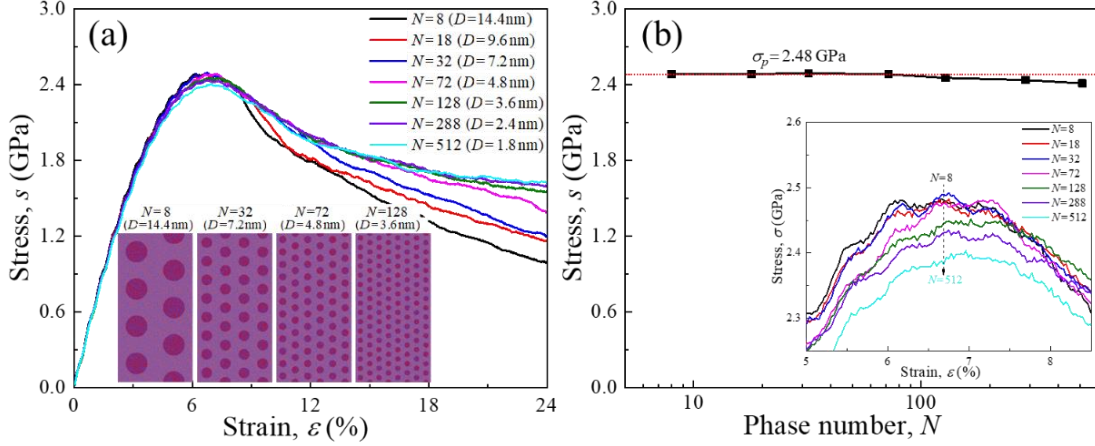 (a)
N=8 (D=14.4nm)
N=18 (D=9.6nm)
N=32 (D=7.2nm)
N=72 (D=4.8nm)
N=128 (D=3.6nm)
N=288 (D=2.4nm)
N=512 (D=1.8nm)
3.0
2.4
1.8
1.2
0.6
0.0
Stress, s (GPa)
N=8
(D=14.4nm)
N=32
(D=7.2nm)
N=72
(D=4.8nm)
N=128
(D=3.6nm)
0
6
12
18
24
Strain, ε (%)
(b)
σp=2.48 GPa
3.0
2.4
1.8
1.2
0.6
0.0
Stress, s (GPa)
10
100
Phase number, N
N=8
N=18
N=32
N=72
N=128
N=288
N=512
N=8
N=512
2.6
2.5
2.4
2.3
Stress, σ (GPa)
5
6
7
8
Strain, ε (%)